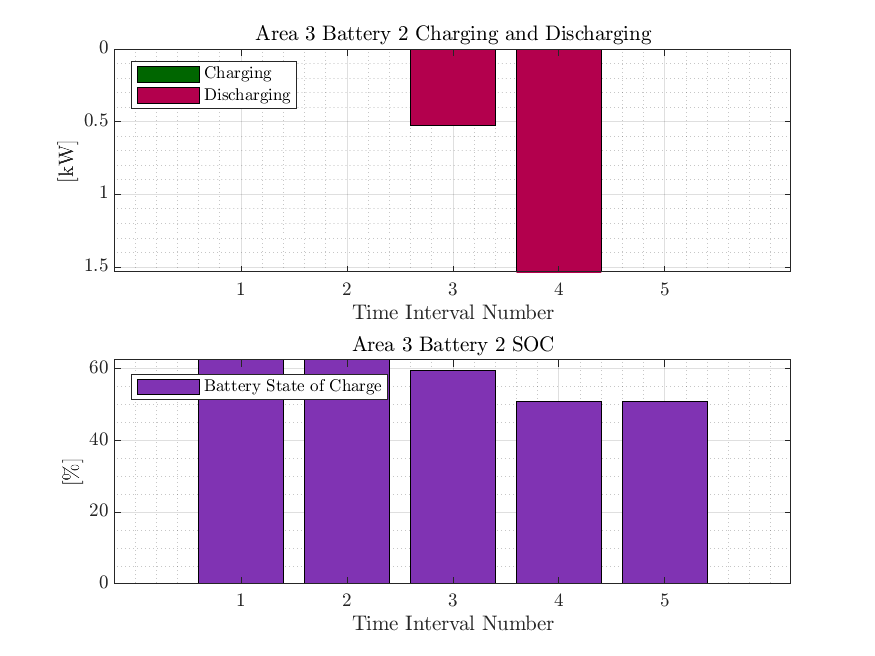 Area 3 Battery 2 Charging and Discharging
0
Charging
Discharging
0.5
[kW]
1
1.5
1 2 3 4 5
Time Interval Number
Area 3 Battery 2 SOC
60
Battery State of Charge
40
[%]
20
0
1 2 3 4 5
Time Interval Number